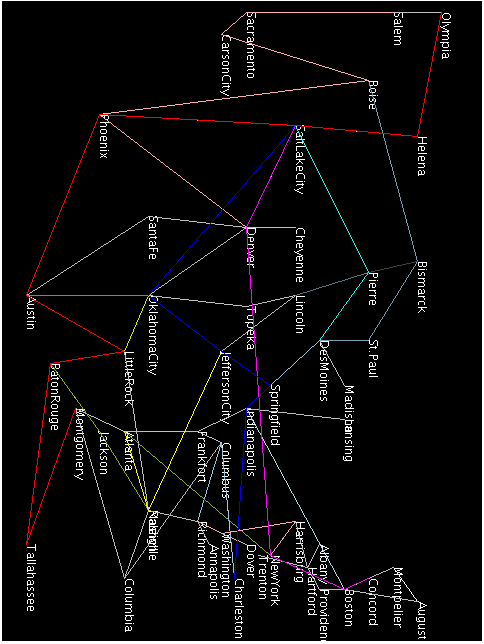 Olympia
Salem
Sacramento
CarsonCity
Boise
Helena
Phoenix
SaltLakeCity
SantaFe
Denver
Cheyenne
Bismarck
Pierre
Austin
OklahomaCity
Topeka
Lincoln
LittleRock
JeffersonCity
DesMoines
St.Paul
BatonRouge
Springfield
Madison
Lansing
Montgomery
Indianapolis
Jackson
Atlanta
Frankfort
Columbus
Nashville
Richmond
Washington
Harrisburg
Annapolis
Dover
Trenton
NewYork
Albany
Hartford
Providen
Boston
Concord
Montpelier
August
Tallahassee
Columbia
Charleston